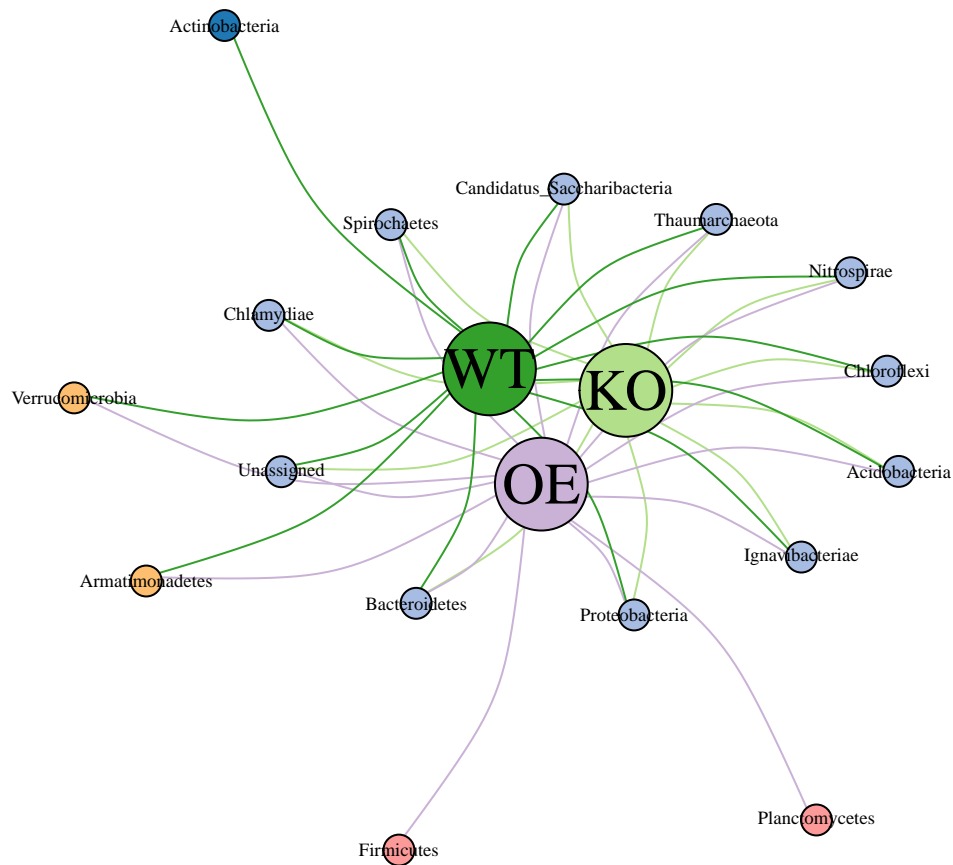 Actinobacteria
Candidatus_Saccharibacteria
Spirochaetes
Thaumarchaeota
Nitrospirae
Chlamydiae
WT
Chloroflexi
KO
Verrucomicrobia
Unassigned
Acidobacteria
OE
Ignavibacteriae
Armatimonadetes
Bacteroidetes
Proteobacteria
Planctomycetes
Firmicutes